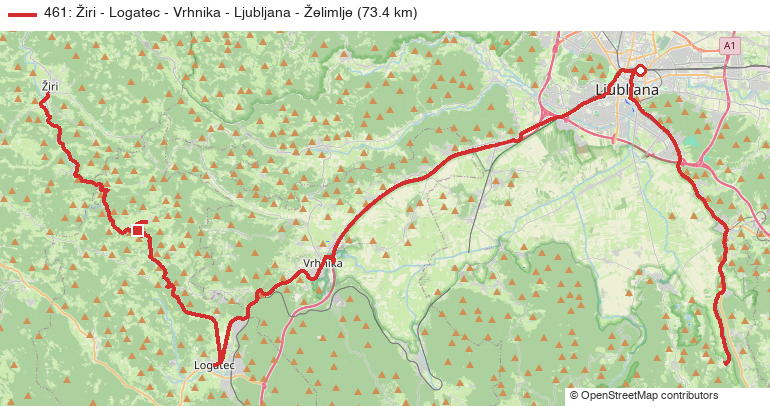 461: Žiri - Logatec - Vrhnika - Ljubljana - Želimlje (73.4 km)
A1
Žiri
Ljubljana
Vrhnika
Logatec
© OpenStreetMap contributors